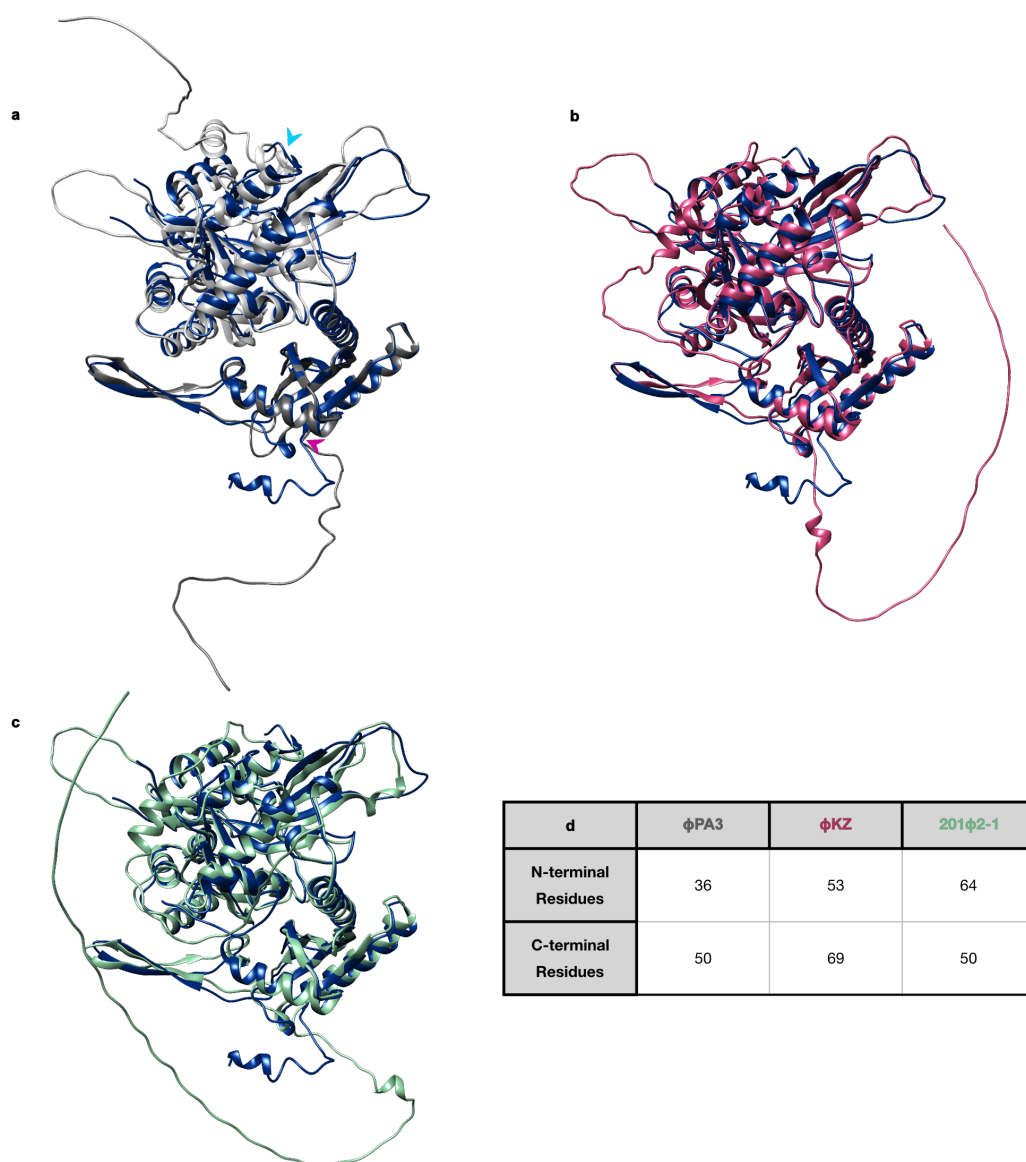 a
b
c
d ϕPA3 ϕKZ 201ϕ2-1
N-terminal
Residues
36 53 64
C-terminal
Residues
50 69 50